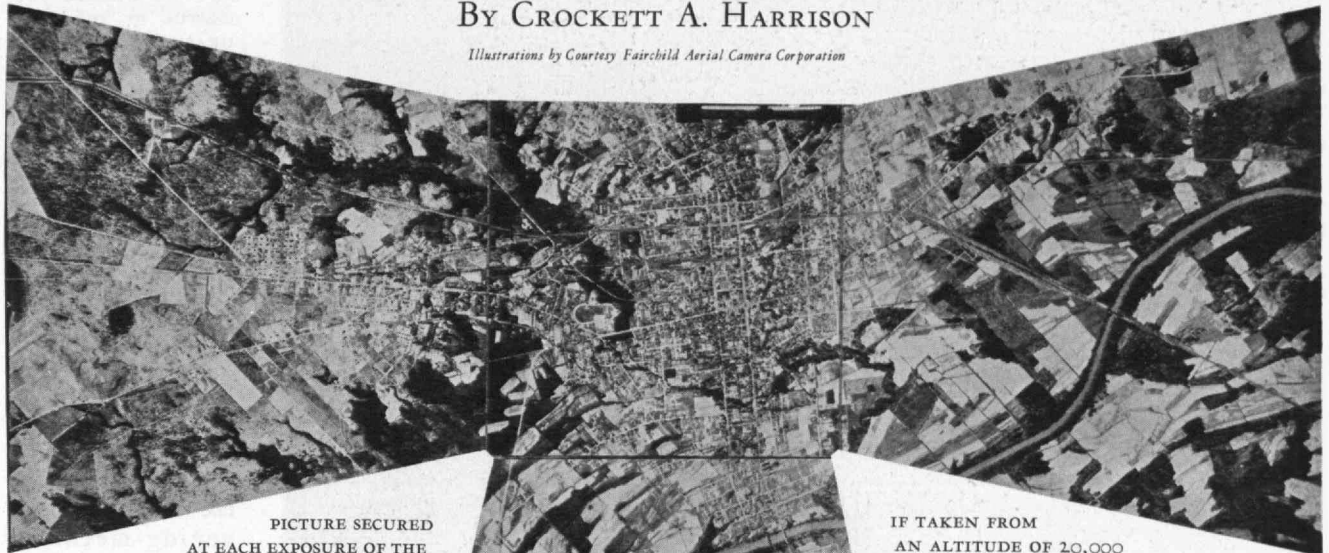 BY CROCKETT A. HARRISON
Illustrations by Courtesy Fairchild Aerial Camera Corporation
PICTURE SECURED
AT EACH EXPOSURE OF THE
IF TAKEN FROM
AN ALTITUDE OF 20,000